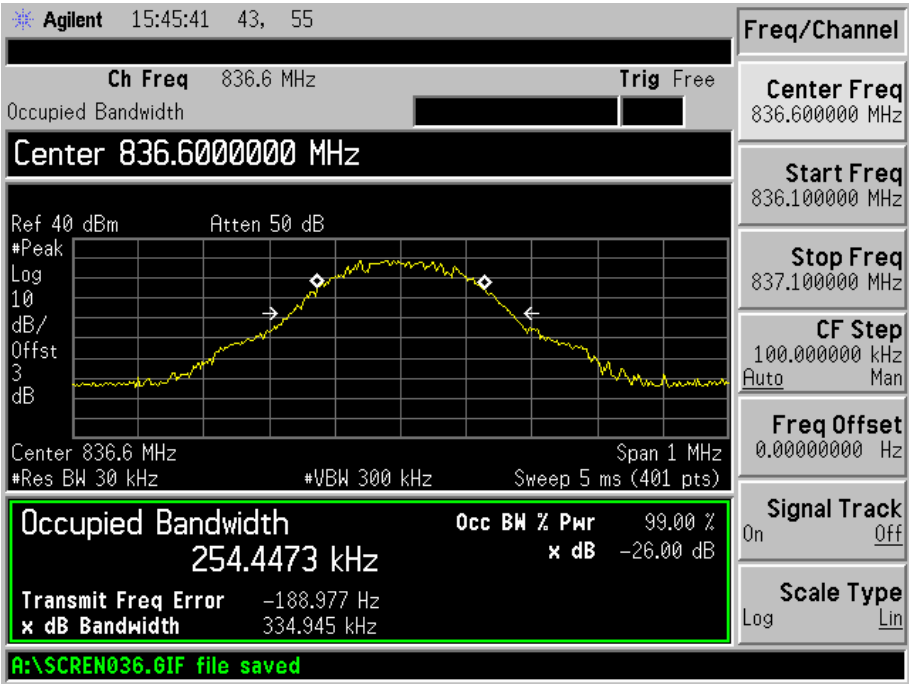 Agilent 15:45:41 43, 55
Ch Freq 836.6 MHz Trig Free
Occupied Bandwidth
Center 836.6000000 MHz
Ref 40 dBm Atten 50 dB
#Peak
Log
10
dB/
Offst
3
dB
Center 836.6 MHz Span 1 MHz
#Res BW 30 kHz #VBW 300 kHz Sweep 5 ms (401 pts)
Occupied Bandwidth Occ BW % Pwr 99.00 %
254.4473 kHz x dB -26.00 dB
Transmit Freq Error -188.977 Hz
x dB Bandwidth 334.945 kHz
A:\SCREN036.GIF file saved
Freq/Channel
Center Freq
836.600000 MHz
Start Freq
836.100000 MHz
Stop Freq
837.100000 MHz
CF Step
100.000000 kHz
Auto Man
Freq Offset
0.00000000 Hz
Signal Track
On Off
Scale Type
Log Lin